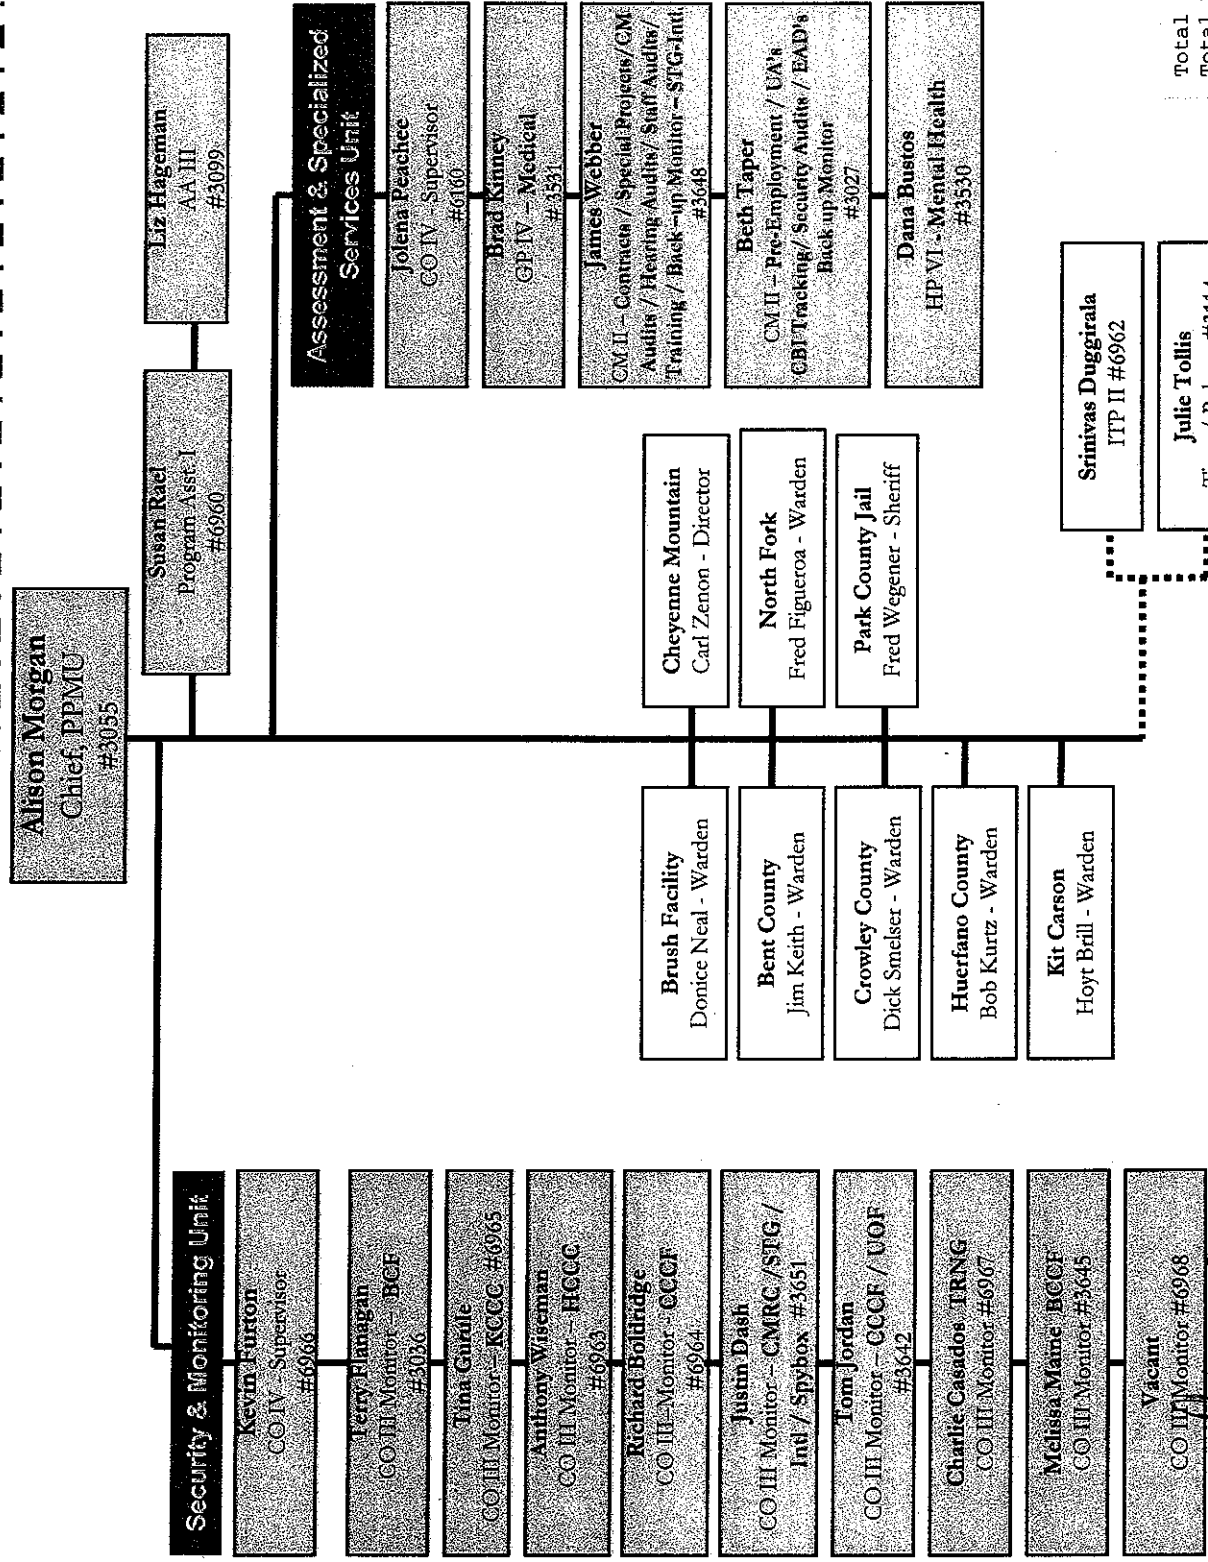 Alison Morgan
Chief, PPMU
#3055
Susan Rael
Program Asst. I
#6960
Liz Hageman
AA III
#3099
Security & Monitoring Unit
Kevin Furton
CO IV – Supervisor
#6966
Terry Flanagan
CO III Monitor – BCF
#3036
Tina Gurule
CO III Monitor – KCCC #6965
Anthony Wiseman
CO III Monitor – HCCC
#6963
Richard Boldridge
CO III Monitor - CCCF
#6964
Justin Dash
CO III Monitor – CMRC / STG /
Intl / Spybox #3651
Tom Jordan
CO III Monitor – CCCF / UOF
#3642
Charlie Casados TRNG
CO III Monitor #6967
Melissa Marie BCCF
CO III Monitor #3645
Vacant
CO III Monitor #6968
Brush Facility
Donice Neal - Warden
Bent County
Jim Keith - Warden
Crowley County
Dick Smelser - Warden
Huerfano County
Bob Kurtz - Warden
Kit Carson
Hoyt Brill - Warden
Cheyenne Mountain
Carl Zenon - Director
North Fork
Fred Figueroa - Warden
Park County Jail
Fred Wegener - Sheriff
Assessment & Specialized
Services Unit
Jolena Peachee
CO IV – Supervisor
#6160
Brad Kinney
GP IV – Medical
#3531
James Webber
CM II – Contracts / Special Projects/ CM
Audits / Hearing Audits/ Staff Audits/
Training / Back-up Monitor – STG-Intl.
#3648
Beth Taper
CM II – Pre-Employment / UA's
CBI Tracking/ Security Audits / EAD's
Back up Monitor
#3027
Dana Bustos
HP VI - Mental Health
#3530
Srinivas Duggirala
ITP II #6962
Julie Tollis
Total
Total